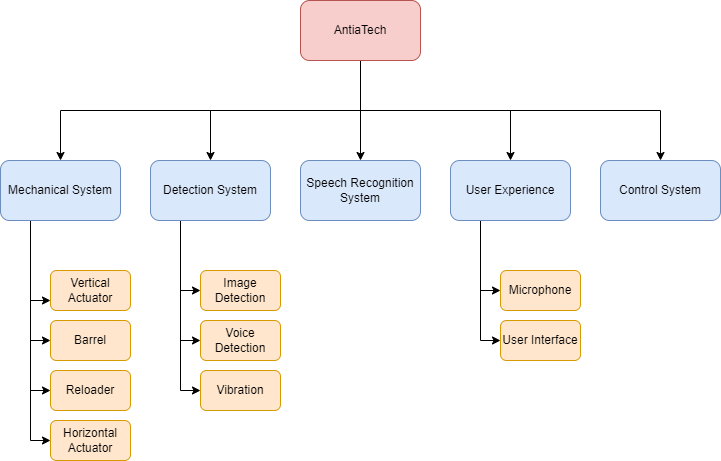 AntiaTech
Mechanical System
Detection System
Speech Recognition
System
User Experience
Control System
Vertical
Actuator
Image
Detection
Microphone
Barrel
Voice
Detection
User Interface
Reloader
Vibration
Horizontal
Actuator